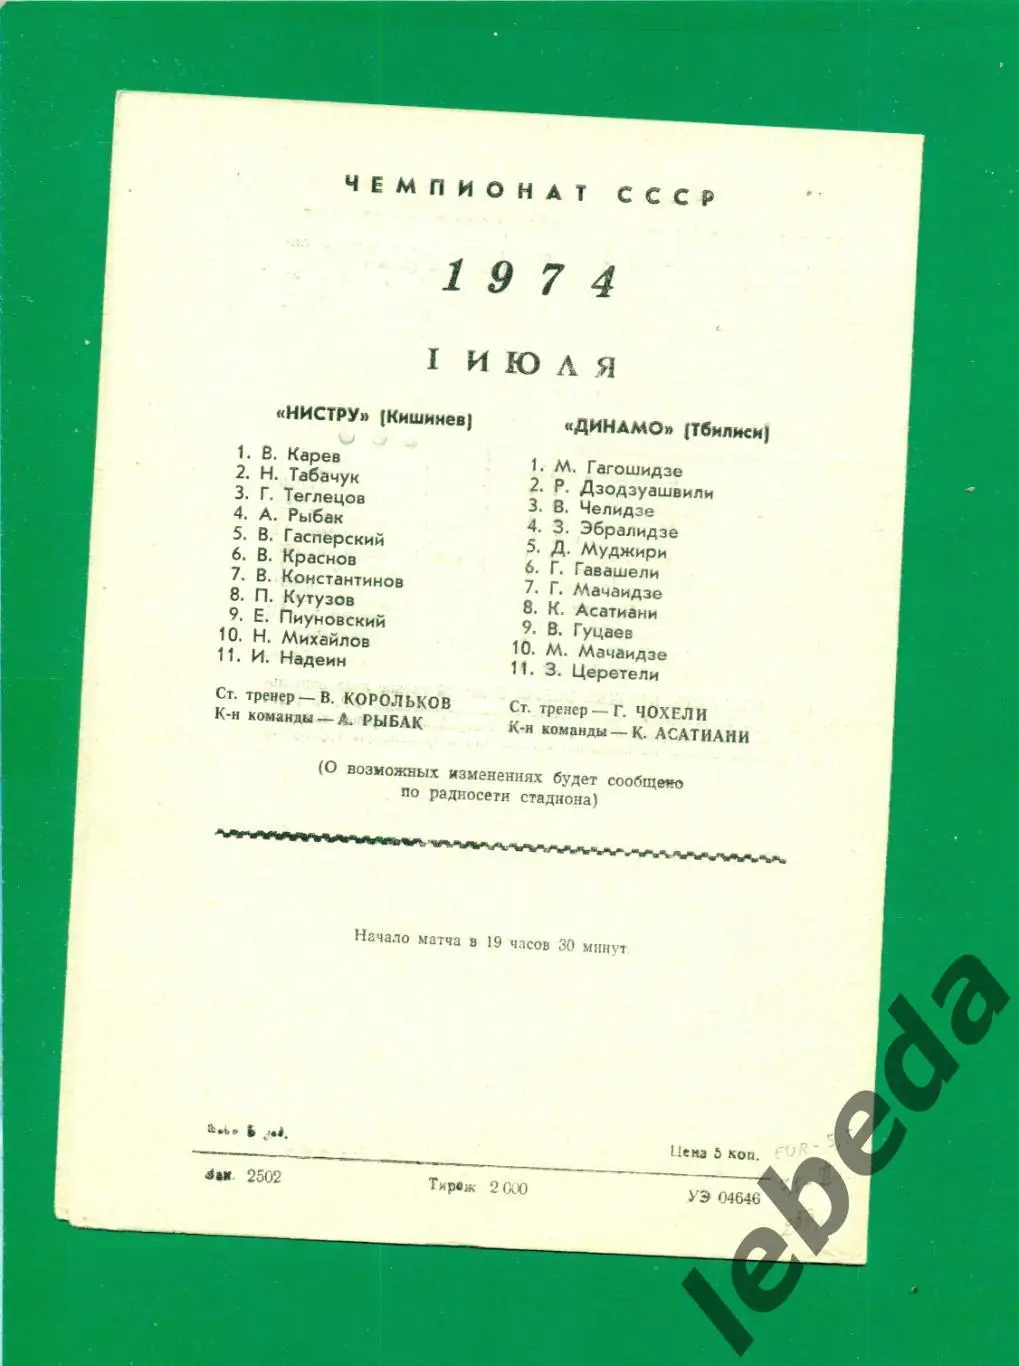 ЧЕМПИОНАТ СССР
1974
I ИЮЛЯ
«НИСТРУ» (Кишинев)
1. В. Карев
2. Н. Табачук
3. Г. Теглецов
4. А. Рыбак
5. В. Гасперский
6. В. Краснов
7. В. Константинов
8. П. Кутузов
9. Е. Пиуновский
10. Н. Михайлов
11. И. Надеин
Ст. тренер — В. КОРОЛЬКОВ
К-н команды — А. РЫБАК
«ДИНАМО» (Тбилиси)
1. М. Гагошидзе
2. Р. Дзодзуашвили
3. В. Челидзе
4. З. Эбралидзе
5. Д. Муджири
6. Г. Гавашели
7. Г. Мачаидзе
8. К. Асатиани
9. В. Гуцаев
10. М. Мачаидзе
11. З. Церетели
Ст. тренер — Г. ЧОХЕЛИ
К-н команды — К. АСАТИАНИ
(О возможных изменениях будет сообщено
по радиосети стадиона)
Начало матча в 19 часов 30 минут
Цена 5 коп.
Зак. 2502
Тираж 2 000
УЭ 04646
lebeda